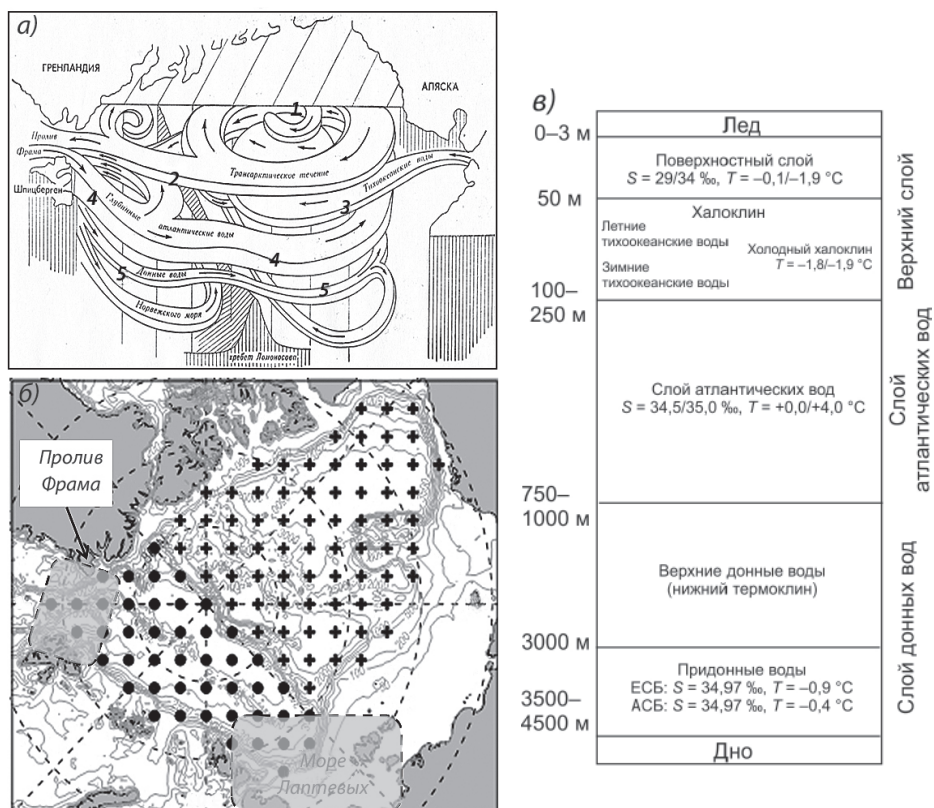 а)
ГРЕНЛАНДИЯ
АЛЯСКА
1
Пролив
Фрама
Трансарктическое течение
Тихоокеанские воды
2
Шпицберген
4
Глубинные
3
атлантические воды
4
5
Донные воды
5
Норвежского моря
хребет Ломоносова
б)
Пролив
Фрама
Море
Лаптевых
в)
Лед
0–3 м
Поверхностный слой
S = 29/34 ‰, T = –0,1/–1,9 °C
50 м
Халоклин
Летние
тихоокеанские воды
Холодный халоклин
T = –1,8/–1,9 °C
Зимние
тихоокеанские воды
100–
250 м
Слой атлантических вод
S = 34,5/35,0 ‰, T = +0,0/+4,0 °C
750–
1000 м
Верхние донные воды
(нижний термоклин)
3000 м
Придонные воды
ЕСБ: S = 34,97 ‰, T = –0,9 °C
АСБ: S = 34,97 ‰, T = –0,4 °C
3500–
4500 м
Дно
Верхний слой
Слой
атлантических вод
Слой донных вод